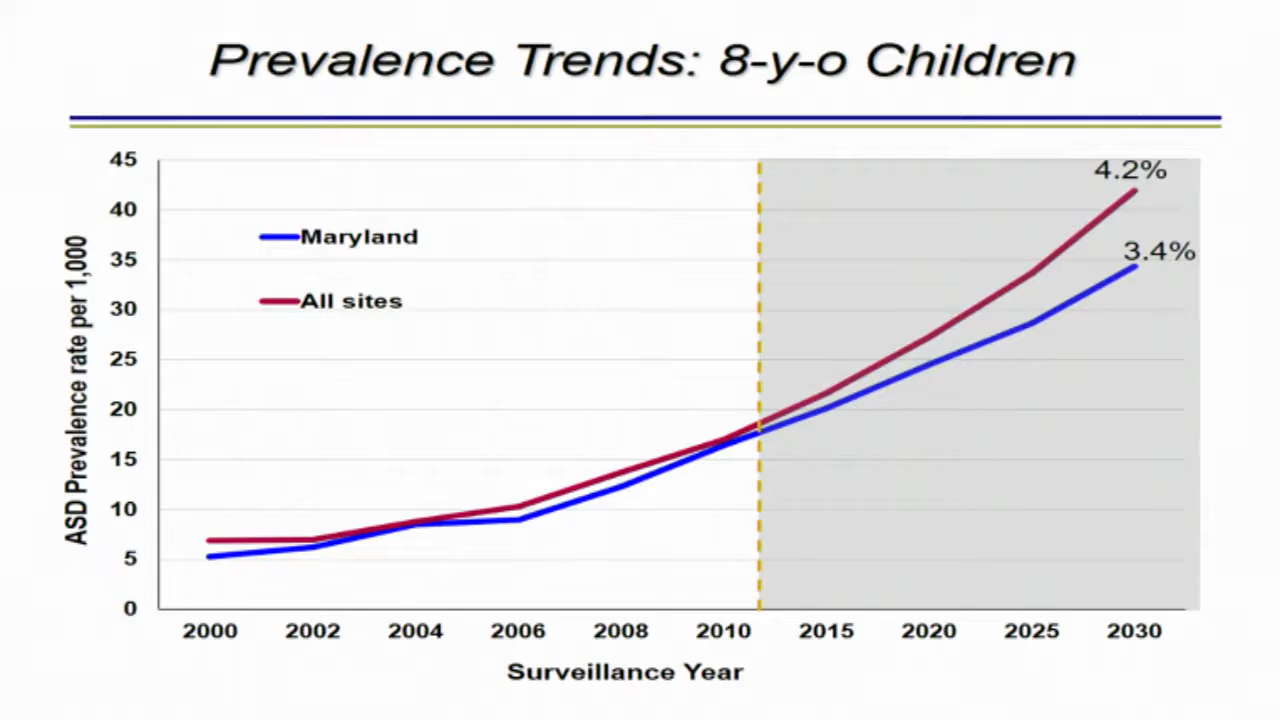 Prevalence Trends: 8-y-o Children
45
40
35
30
25
20
15
10
5
0
ASD Prevalence rate per 1,000
Maryland
All sites
4.2%
3.4%
2000 2002 2004 2006 2008 2010 2015 2020 2025 2030
Surveillance Year